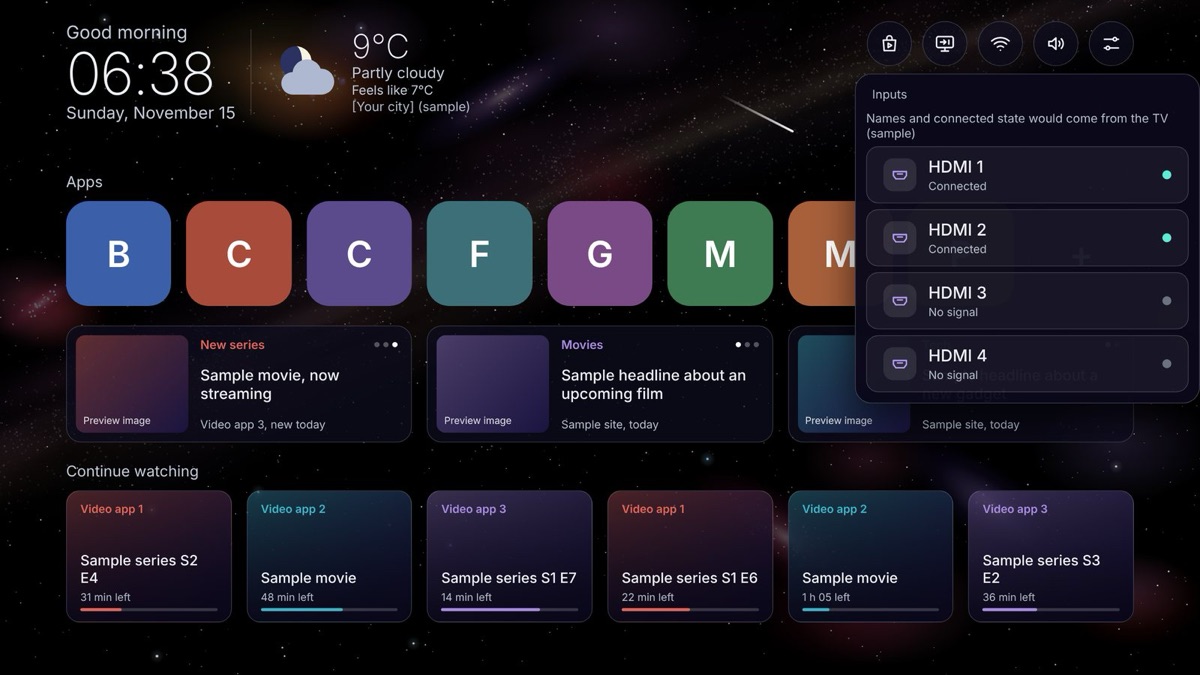 Good morning
06:38
Sunday, November 15
9°C
Partly cloudy
Feels like 7°C
[Your city] (sample)
Inputs
Names and connected state would come from the TV
(sample)
HDMI 1
Connected
HDMI 2
Connected
HDMI 3
No signal
HDMI 4
No signal
Apps
B
C
C
F
G
M
M
New series
Sample movie, now
streaming
Video app 3, new today
Preview image
Movies
Sample headline about an
upcoming film
Sample site, today
Preview image
headline about a
new gadget
Sample site, today
Preview image
Continue watching
Video app 1
Sample series S2
E4
31 min left
Video app 2
Sample movie
48 min left
Video app 3
Sample series S1 E7
14 min left
Video app 1
Sample series S1 E6
22 min left
Video app 2
Sample movie
1 h 05 left
Video app 3
Sample series S3
E2
36 min left